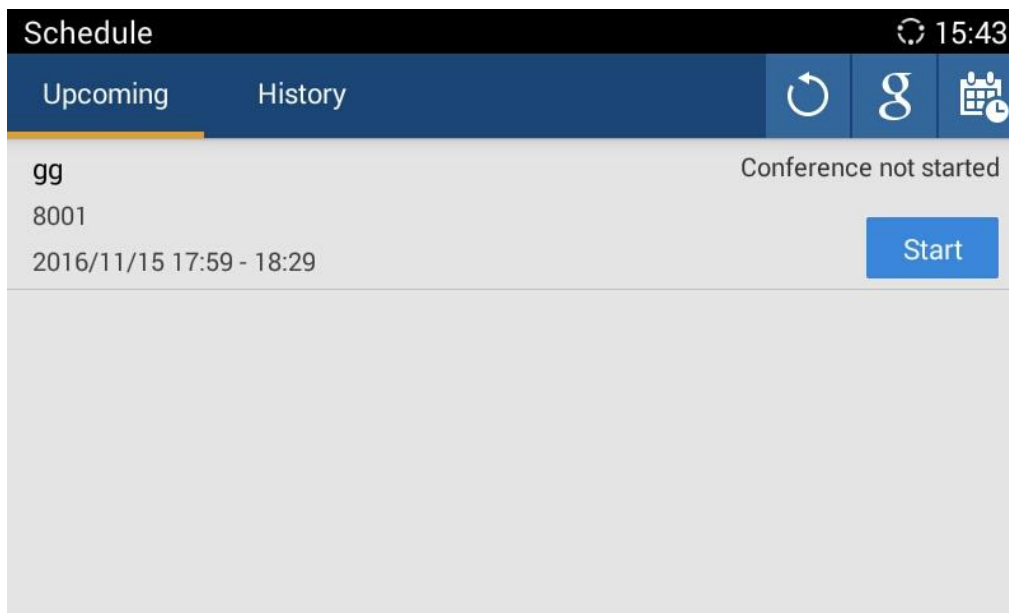 Schedule 15:43
Upcoming History g
gg Conference not started
8001
Start
2016/11/15 17:59 - 18:29